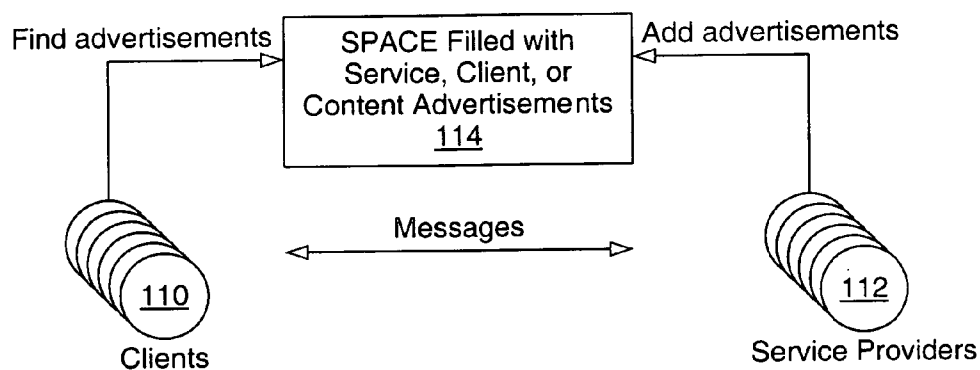 Find advertisements
SPACE Filled with
Service, Client, or
Content Advertisements
114
Add advertisements
Messages
110
Clients
112
Service Providers